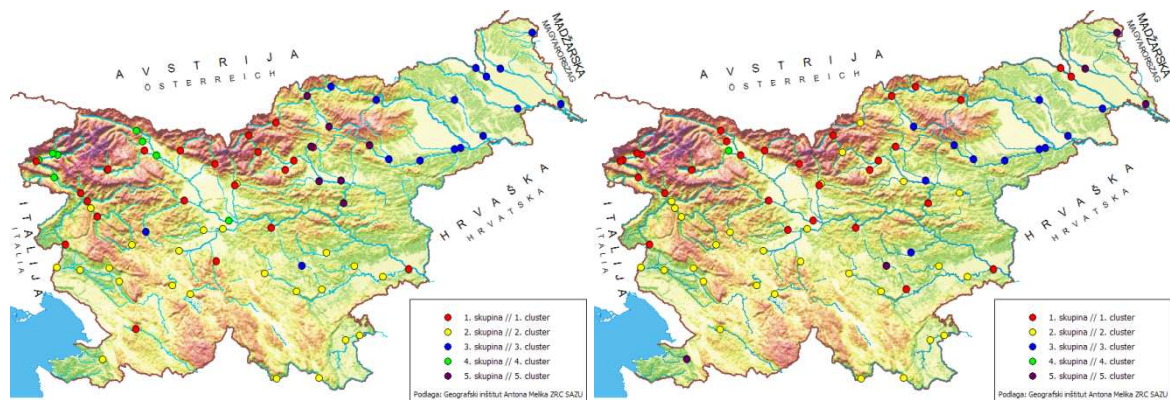 AVSTRIJA
ÖSTERREICH
MADŽARSKA
MAGYARORSZAG
HRVAŠKA
HRVATSKA
ITALIJA
ITALIA
1. skupina // 1. cluster
2. skupina // 2. cluster
3. skupina // 3. cluster
4. skupina // 4. cluster
5. skupina // 5. cluster
Podlaga: Geografski inštitut Antona Melika ZRC SAZU
AVSTRIJA
ÖSTERREICH
MADŽARSKA
MAGYARORSZAG
HRVAŠKA
HRVATSKA
ITALIJA
ITALIA
1. skupina // 1. cluster
2. skupina // 2. cluster
3. skupina // 3. cluster
4. skupina // 4. cluster
5. skupina // 5. cluster
Podlaga: Geografski inštitut Antona Melika ZRC SAZU